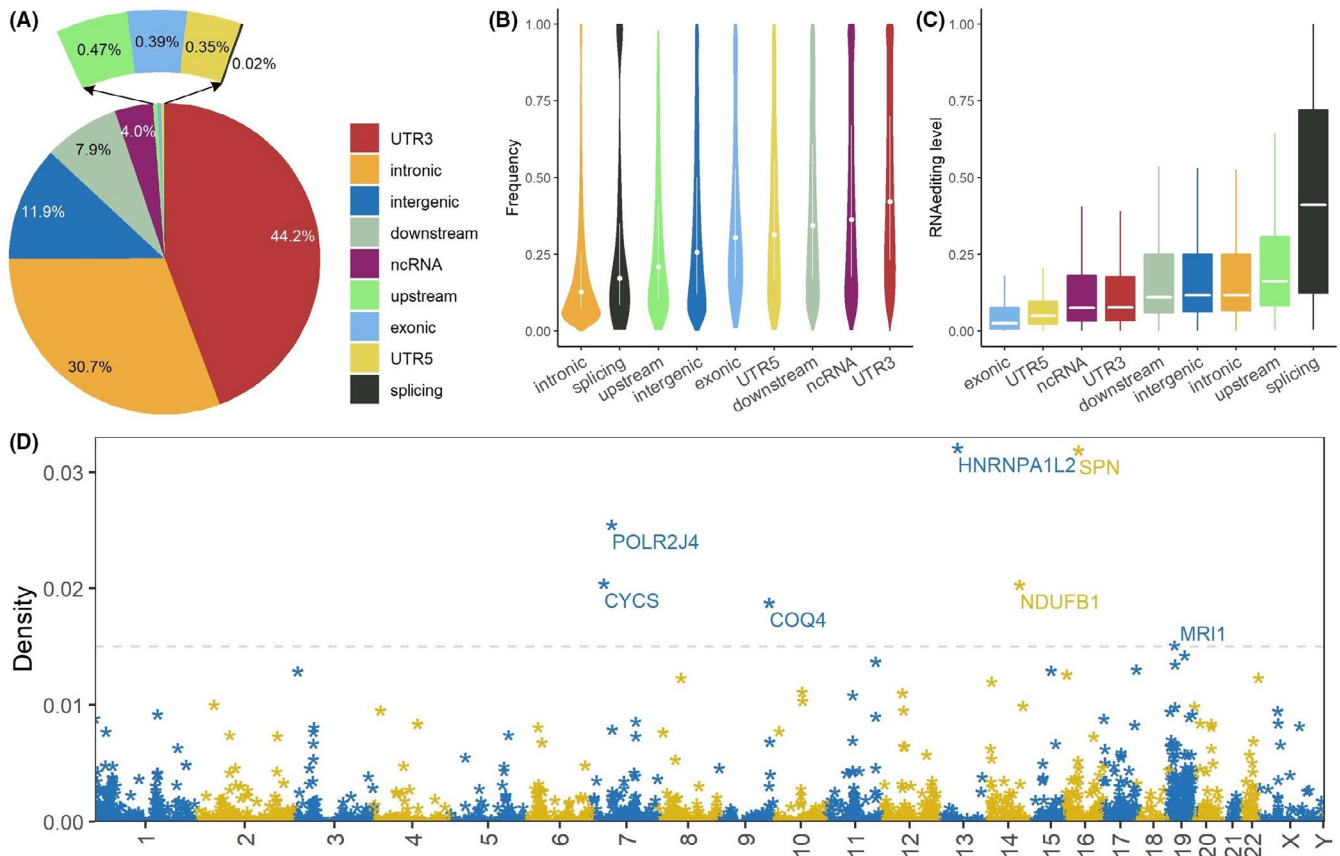 (A)
0.47%
0.39%
0.35%
0.02%
4.0%
7.9%
11.9%
30.7%
44.2%
UTR3
intronic
intergenic
downstream
ncRNA
upstream
exonic
UTR5
splicing
(B)
Frequency
1.00
0.75
0.50
0.25
0.00
intronic
splicing
upstream
intergenic
exonic
UTR5
downstream
ncRNA
UTR3
(C)
RNAediting level
1.00
0.75
0.50
0.25
0.00
exonic
UTR5
ncRNA
UTR3
downstream
intergenic
intronic
upstream
splicing
(D)
Density
0.03
0.02
0.01
0.00
HNRNPA1L2
SPN
POLR2J4
CYCS
NDUFB1
COQ4
MRI1
1
2
3
4
5
6
7
8
9
10
11
12
13
14
15
16
17
18
19
20
21
22
X
Y